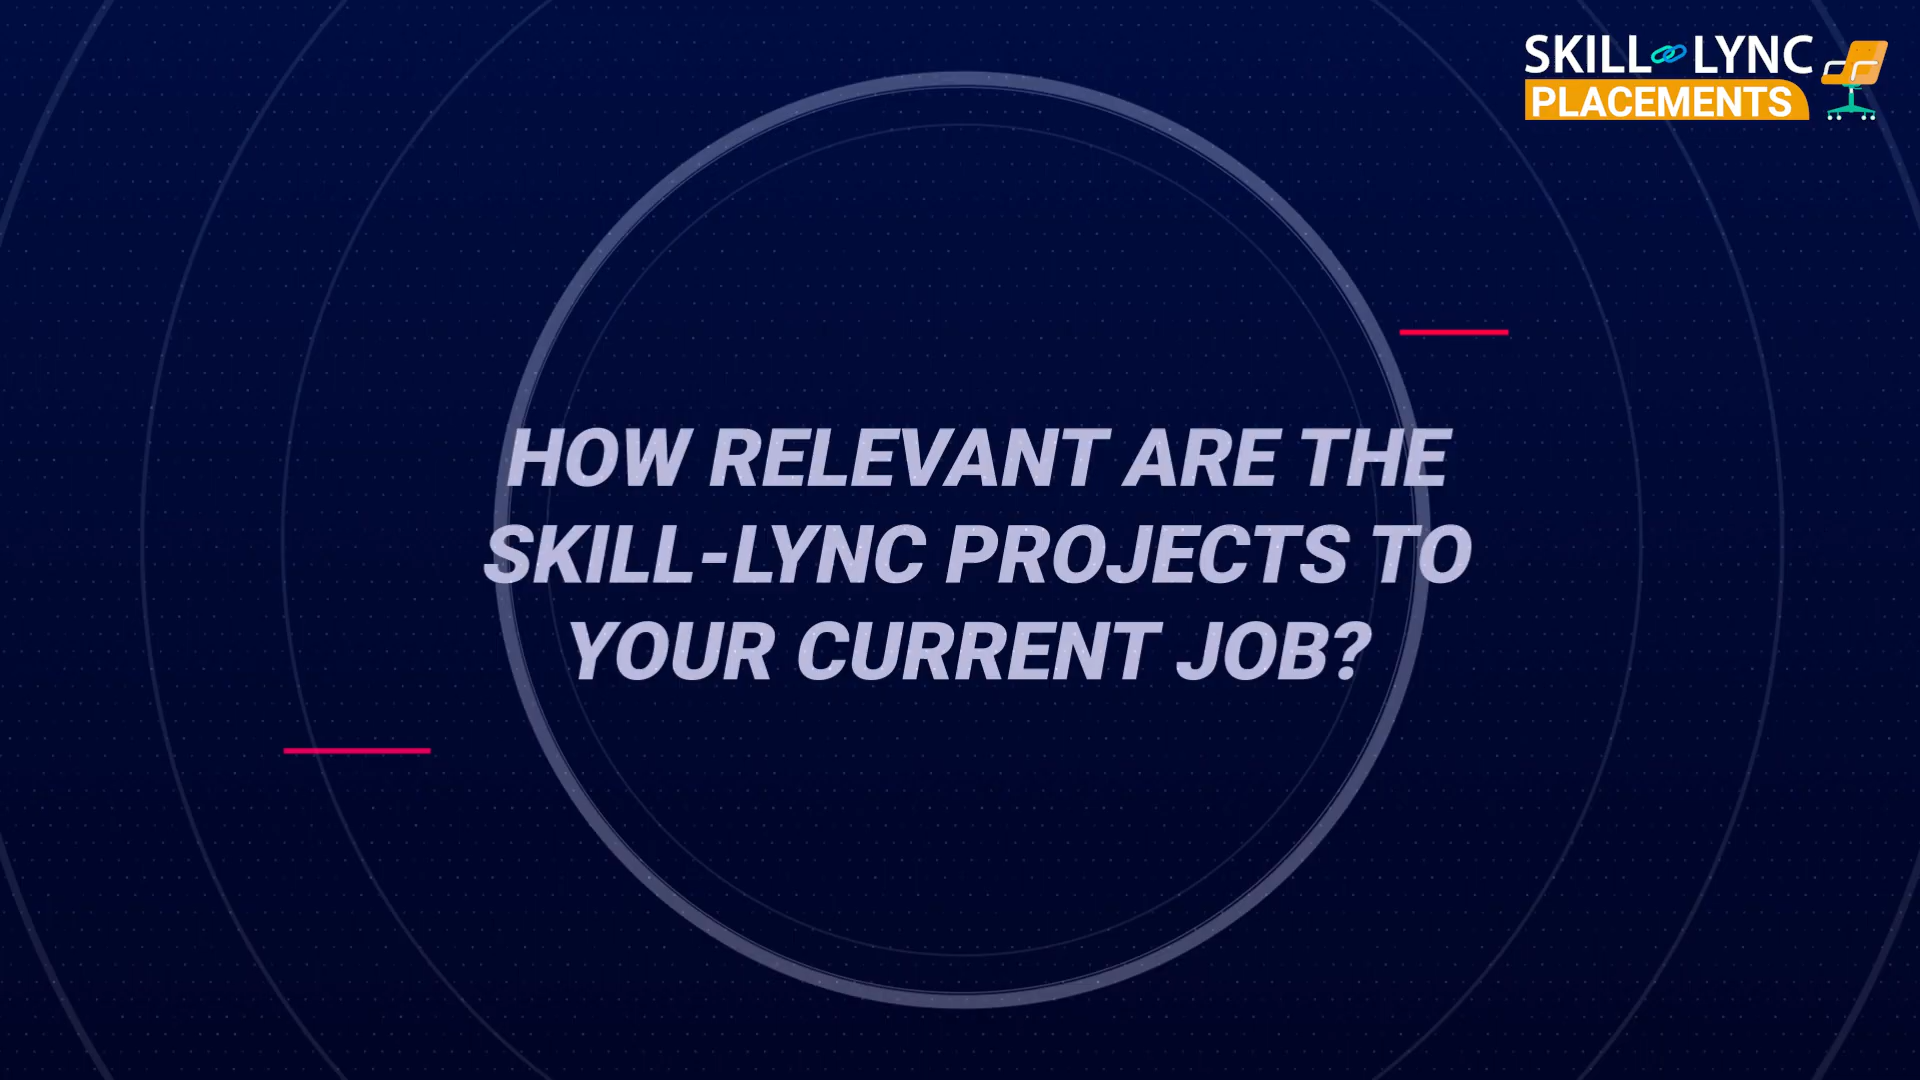 SKILL LYNC
PLACEMENTS
HOW RELEVANT ARE THE
SKILL-LYNC PROJECTS TO
YOUR CURRENT JOB?